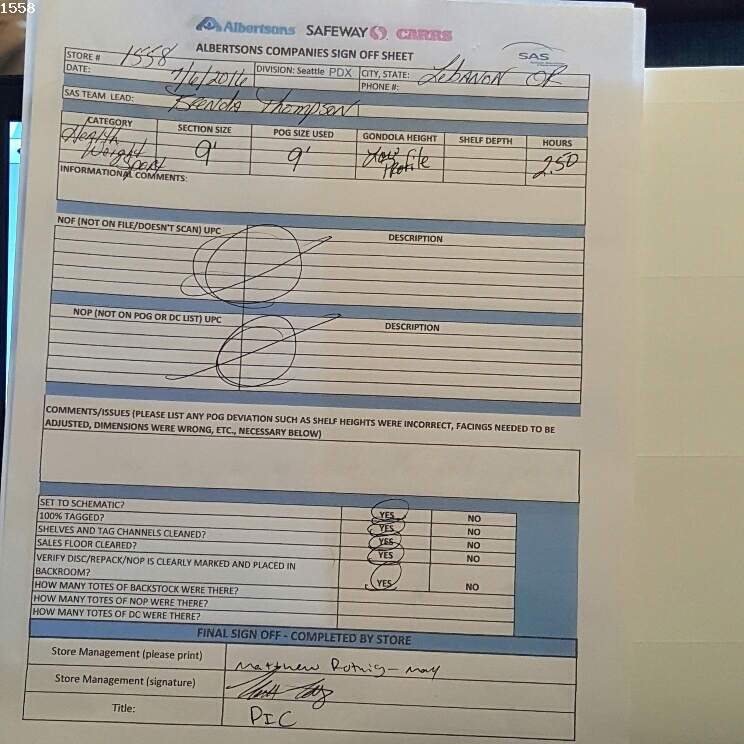 1558
Albertsons SAFEWAY CARRS
ALBERTSONS COMPANIES SIGN OFF SHEET
SAS
STORE # 1558
DATE: 7/6/2016 DIVISION: Seattle PDX CITY, STATE: Lebanon OR
PHONE #:
SAS TEAM LEAD: Brenda Thompson
CATEGORY SECTION SIZE POG SIZE USED GONDOLA HEIGHT SHELF DEPTH HOURS
Health Weight Sport 9' 9' Low Profile 2.50
INFORMATIONAL COMMENTS:
NOF (NOT ON FILE/DOESN'T SCAN) UPC DESCRIPTION
NOP (NOT ON POG OR DC LIST) UPC DESCRIPTION
COMMENTS/ISSUES (PLEASE LIST ANY POG DEVIATION SUCH AS SHELF HEIGHTS WERE INCORRECT, FACINGS NEEDED TO BE
ADJUSTED, DIMENSIONS WERE WRONG, ETC., NECESSARY BELOW)
SET TO SCHEMATIC? YES NO
100% TAGGED? YES NO
SHELVES AND TAG CHANNELS CLEANED? YES NO
SALES FLOOR CLEARED? YES NO
VERIFY DISC/REPACK/NOP IS CLEARLY MARKED AND PLACED IN
BACKROOM? YES NO
HOW MANY TOTES OF BACKSTOCK WERE THERE?
HOW MANY TOTES OF NOP WERE THERE?
HOW MANY TOTES OF DC WERE THERE?
FINAL SIGN OFF - COMPLETED BY STORE
Store Management (please print) Matthew
Store Management (signature)
Title: PIC